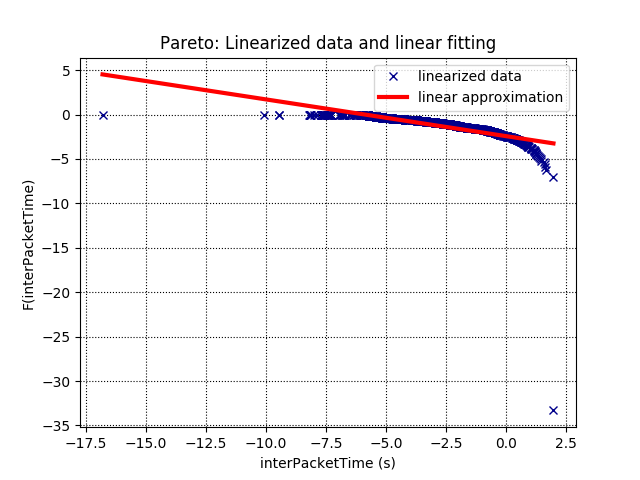 Pareto: Linearized data and linear fitting
linearized data
linear approximation
5
0
−5
−10
−15
−20
−25
−30
−35
F(interPacketTime)
−17.5 −15.0 −12.5 −10.0 −7.5 −5.0 −2.5 0.0 2.5
interPacketTime (s)